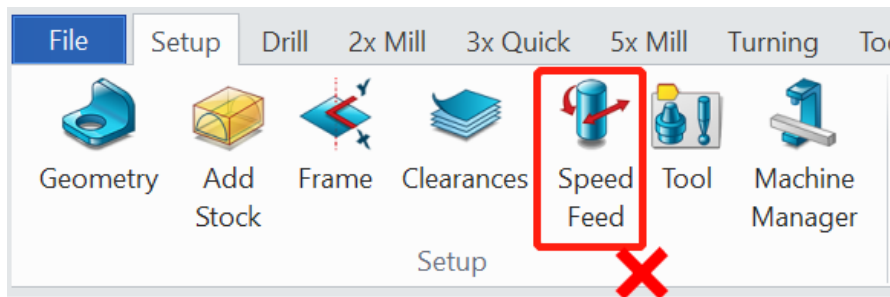 File Setup Drill 2x Mill 3x Quick 5x Mill Turning
Geometry Add Stock Frame Clearances Speed Feed Tool Machine Manager
Setup